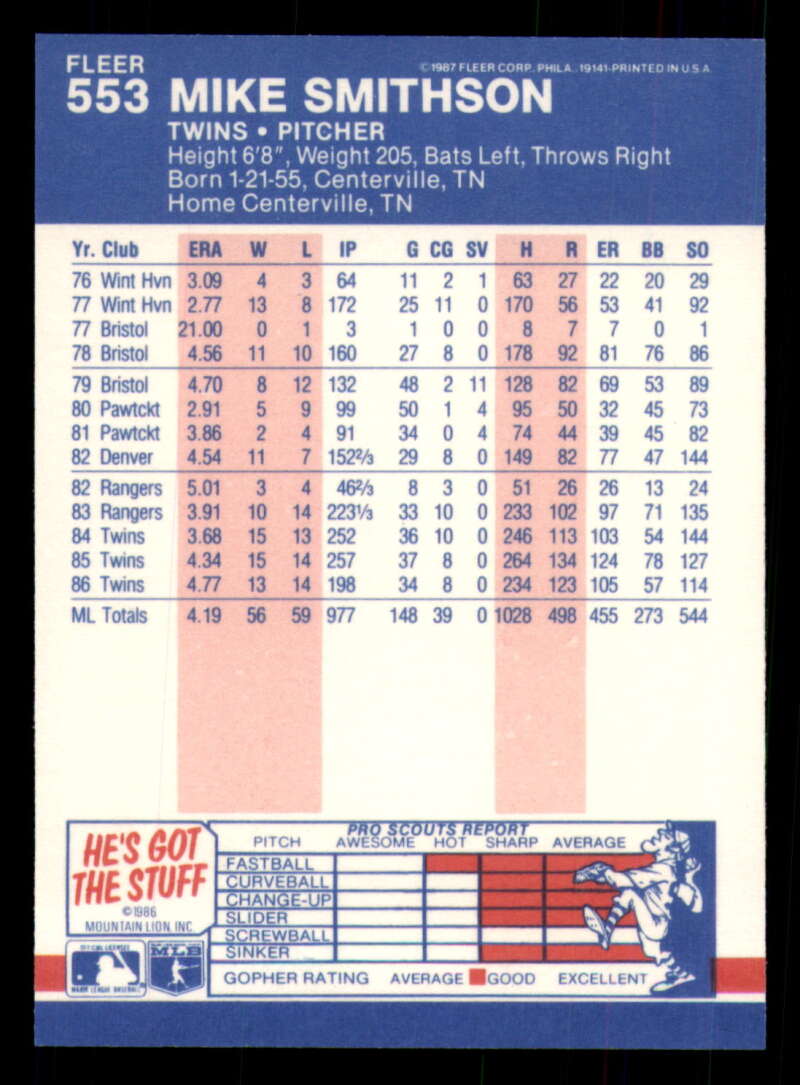 FLEER
©1987 FLEER CORP. PHILA. 19141-PRINTED IN U.S.A.
553 MIKE SMITHSON
TWINS • PITCHER
Height 6'8", Weight 205, Bats Left, Throws Right
Born 1-21-55, Centerville, TN
Home Centerville, TN
Yr. Club ERA W L IP G CG SV H R ER BB SO
76 Wint Hvn 3.09 4 3 64 11 2 1 63 27 22 20 29
77 Wint Hvn 2.77 13 8 172 25 11 0 170 56 53 41 92
77 Bristol 21.00 0 1 3 1 0 0 8 7 7 0 1
78 Bristol 4.56 11 10 160 27 8 0 178 92 81 76 86
79 Bristol 4.70 8 12 132 48 2 11 128 82 69 53 89
80 Pawtckt 2.91 5 9 99 50 1 4 95 50 32 45 73
81 Pawtckt 3.86 2 4 91 34 0 4 74 44 39 45 82
82 Denver 4.54 11 7 152⅔ 29 8 0 149 82 77 47 144
82 Rangers 5.01 3 4 46⅔ 8 3 0 51 26 26 13 24
83 Rangers 3.91 10 14 223⅓ 33 10 0 233 102 97 71 135
84 Twins 3.68 15 13 252 36 10 0 246 113 103 54 144
85 Twins 4.34 15 14 257 37 8 0 264 134 124 78 127
86 Twins 4.77 13 14 198 34 8 0 234 123 105 57 114
ML Totals 4.19 56 59 977 148 39 0 1028 498 455 273 544
HE'S GOT
THE STUFF
©1986
MOUNTAIN LION, INC.
PRO SCOUTS REPORT
PITCH AWESOME HOT SHARP AVERAGE
FASTBALL
CURVEBALL
CHANGE-UP
SLIDER
SCREWBALL
SINKER
GOPHER RATING AVERAGE GOOD EXCELLENT
OFFICIAL LICENSEE
MAJOR LEAGUE BASEBALL
MLB